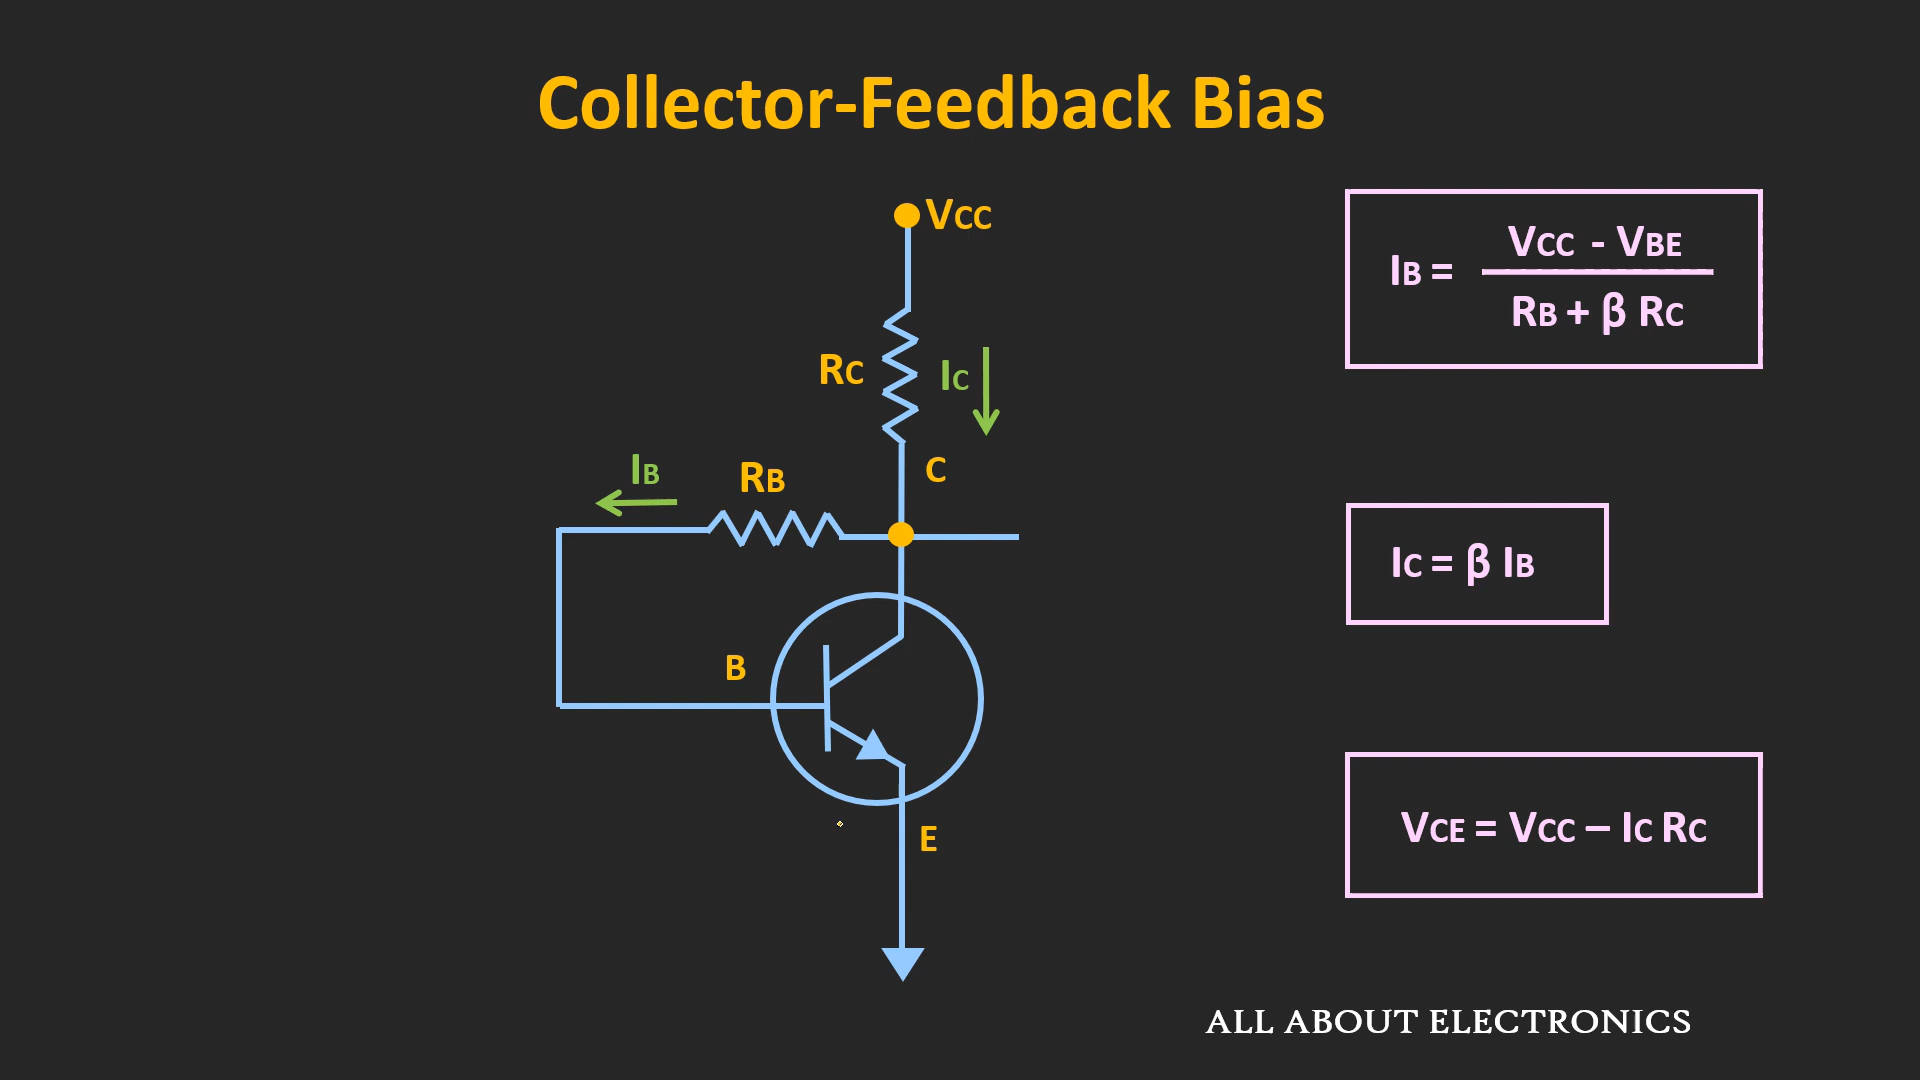 Collector-Feedback Bias
VCC
RC
IC
C
IB
RB
B
E
IB = VCC - VBE
RB + β RC
IC = β IB
VCE = VCC – IC RC
ALL ABOUT ELECTRONICS